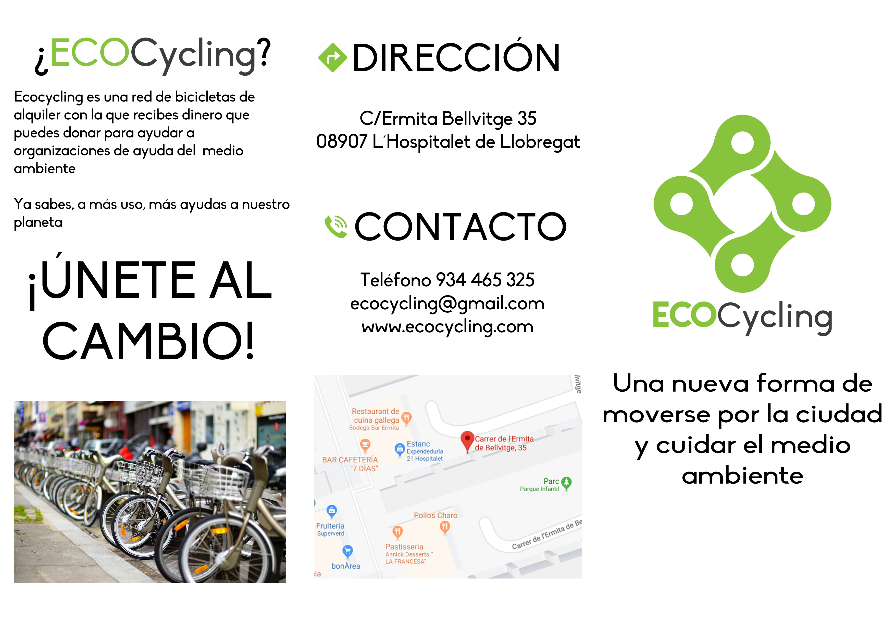 ¿ECOCycling?
Ecocycling es una red de bicicletas de
alquiler con la que recibes dinero que
puedes donar para ayudar a
organizaciones de ayuda del medio
ambiente
Ya sabes, a más uso, más ayudas a nuestro
planeta
¡ÚNETE AL
CAMBIO!
DIRECCIÓN
C/Ermita Bellvitge 35
08907 L´Hospitalet de Llobregat
CONTACTO
Teléfono 934 465 325
ecocycling@gmail.com
www.ecocycling.com
Restaurant de
cuina gallega
Bodega Bar Ermita
BAR CAFETERÍA
"7 DÍAS"
Estanc
Expendeduria
21 Hospitalet
Carrer de l'Ermita
de Bellvitge, 35
Parc
Parque Infantil
Pollos Charo
Fruiteria
Superverd
Pastisseria
Annick Desserts "
LA FRANCESA"
bonÀrea
Carrer de l'Ermita de Be
ECOCycling
Una nueva forma de
moverse por la ciudad
y cuidar el medio
ambiente